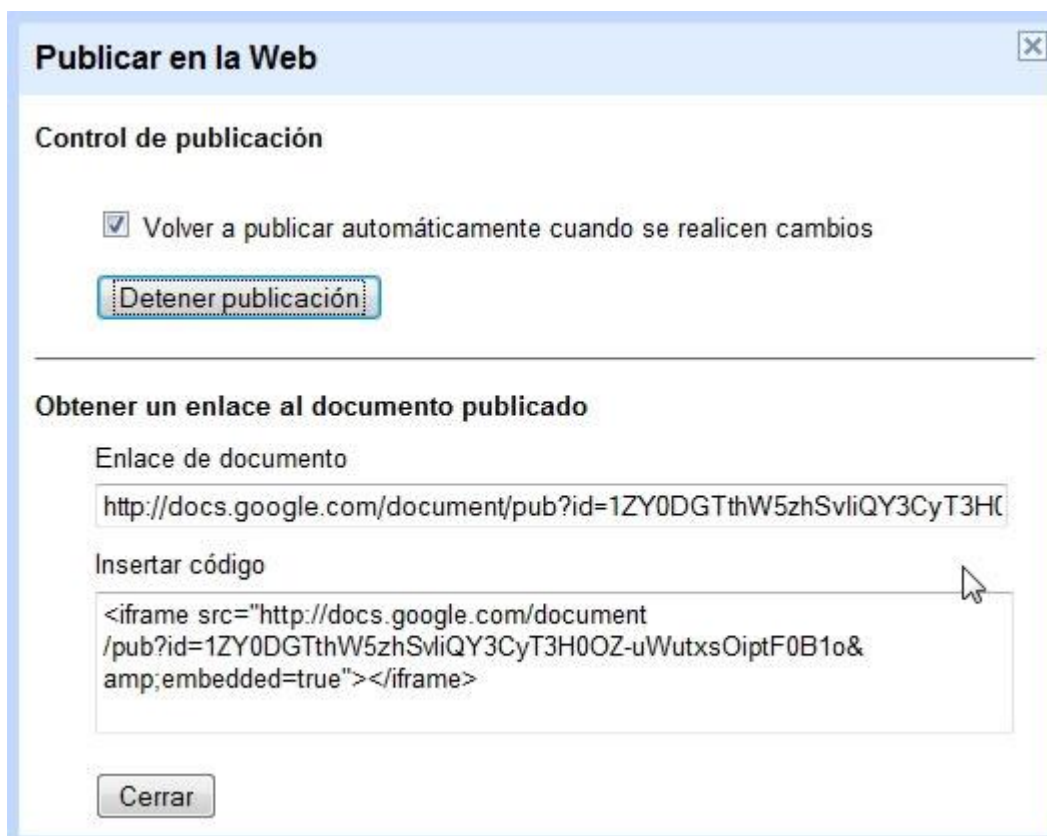 Publicar en la Web
Control de publicación
Volver a publicar automáticamente cuando se realicen cambios
Detener publicación
Obtener un enlace al documento publicado
Enlace de documento
http://docs.google.com/document/pub?id=1ZY0DGTthW5zhSvliQY3CyT3H0
Insertar código
<iframe src="http://docs.google.com/document
/pub?id=1ZY0DGTthW5zhSvliQY3CyT3H0OZ-uWutxsOiptF0B1o&
amp;embedded=true"></iframe>
Cerrar